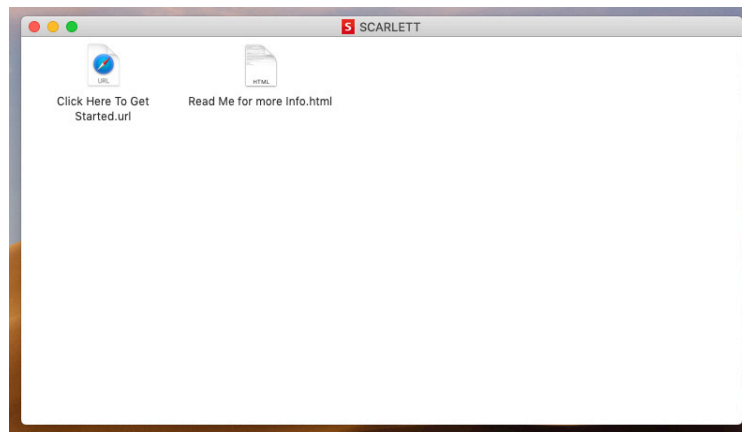 S SCARLETT
URL
HTML
Click Here To Get
Started.url
Read Me for more Info.html